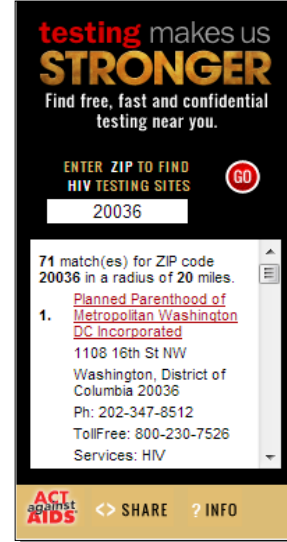 testing makes us
STRONGER
Find free, fast and confidential
testing near you.
ENTER ZIP TO FIND
HIV TESTING SITES
GO
20036
71 match(es) for ZIP code
20036 in a radius of 20 miles.
1. Planned Parenthood of
Metropolitan Washington
DC Incorporated
1108 16th St NW
Washington, District of
Columbia 20036
Ph: 202-347-8512
TollFree: 800-230-7526
Services: HIV
ACT
against
AIDS
<> SHARE
? INFO